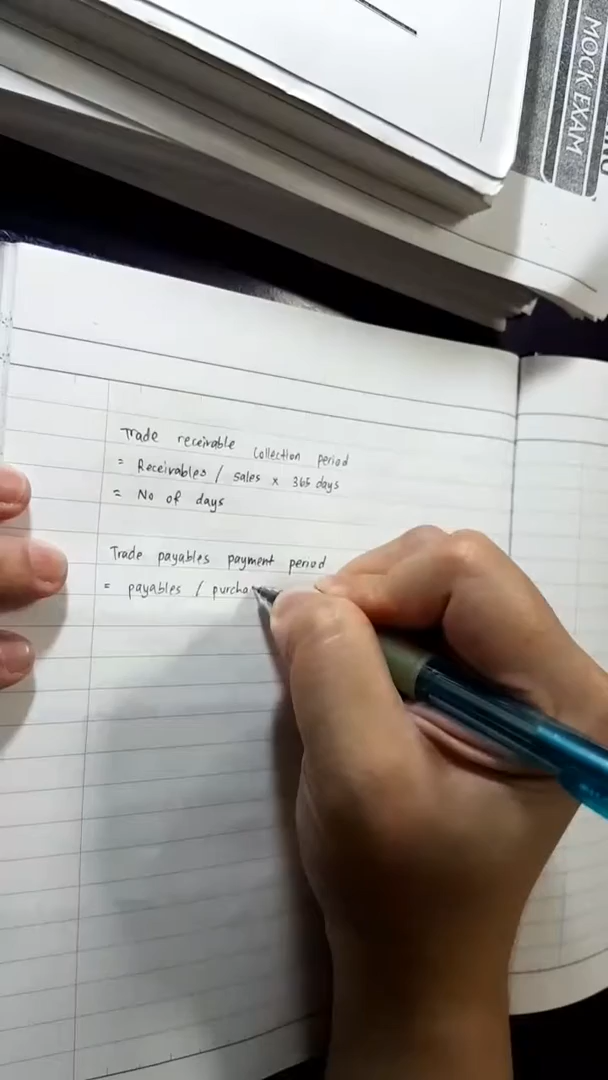 MOCK EXAM
Trade receivable collection period
= Receivables / sales x 365 days
= No of days
Trade payables payment period
= payables / purcha